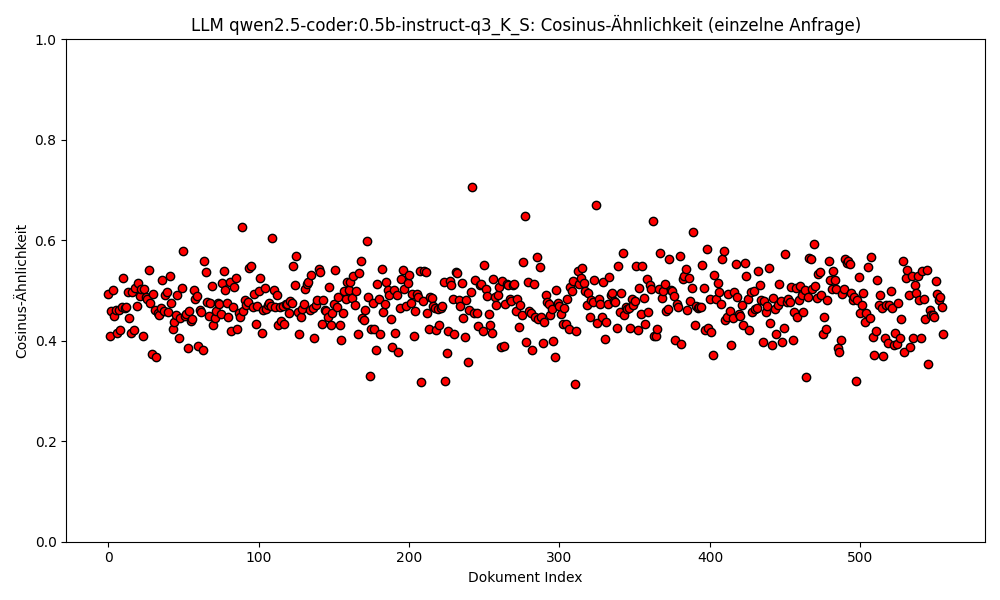 LLM qwen2.5-coder:0.5b-instruct-q3_K_S: Cosinus-Ähnlichkeit (einzelne Anfrage)
1.0
0.8
0.6
0.4
0.2
0.0
Cosinus-Ähnlichkeit
0 100 200 300 400 500
Dokument Index